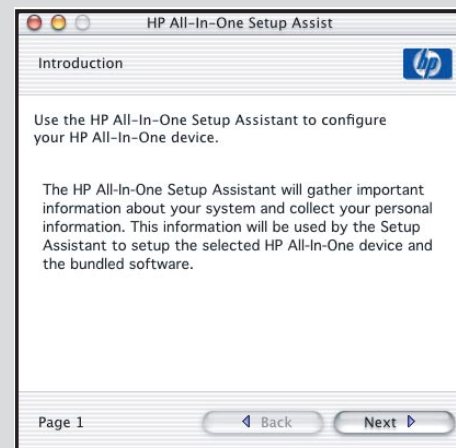 HP All-In-One Setup Assist
Introduction
hp
Use the HP All-In-One Setup Assistant to configure
your HP All-In-One device.
The HP All-In-One Setup Assistant will gather important
information about your system and collect your personal
information. This information will be used by the Setup
Assistant to setup the selected HP All-In-One device and
the bundled software.
Page 1
Back
Next